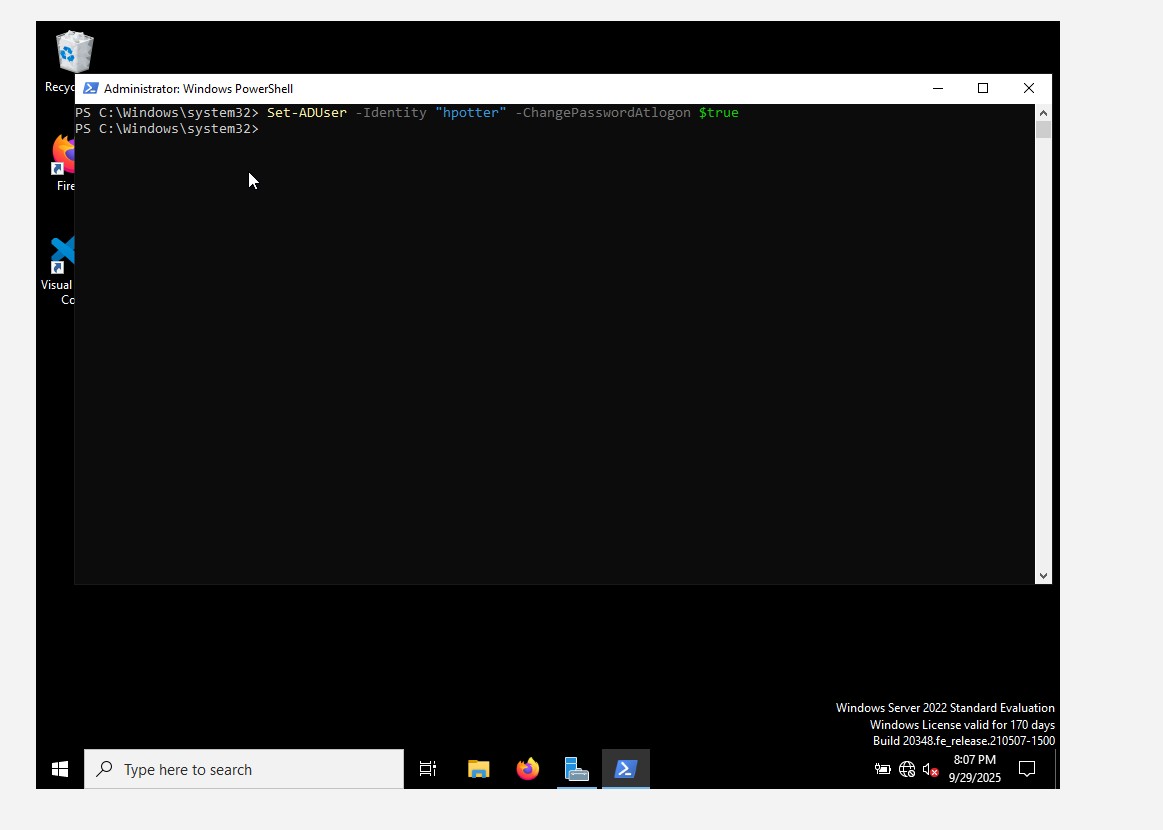 Recyc
Administrator: Windows PowerShell
PS C:\Windows\system32> Set-ADUser -Identity "hpotter" -ChangePasswordAtlogon $true
PS C:\Windows\system32>
Fire
Visual
Co
Windows Server 2022 Standard Evaluation
Windows License valid for 170 days
Build 20348.fe_release.210507-1500
Type here to search
8:07 PM
9/29/2025